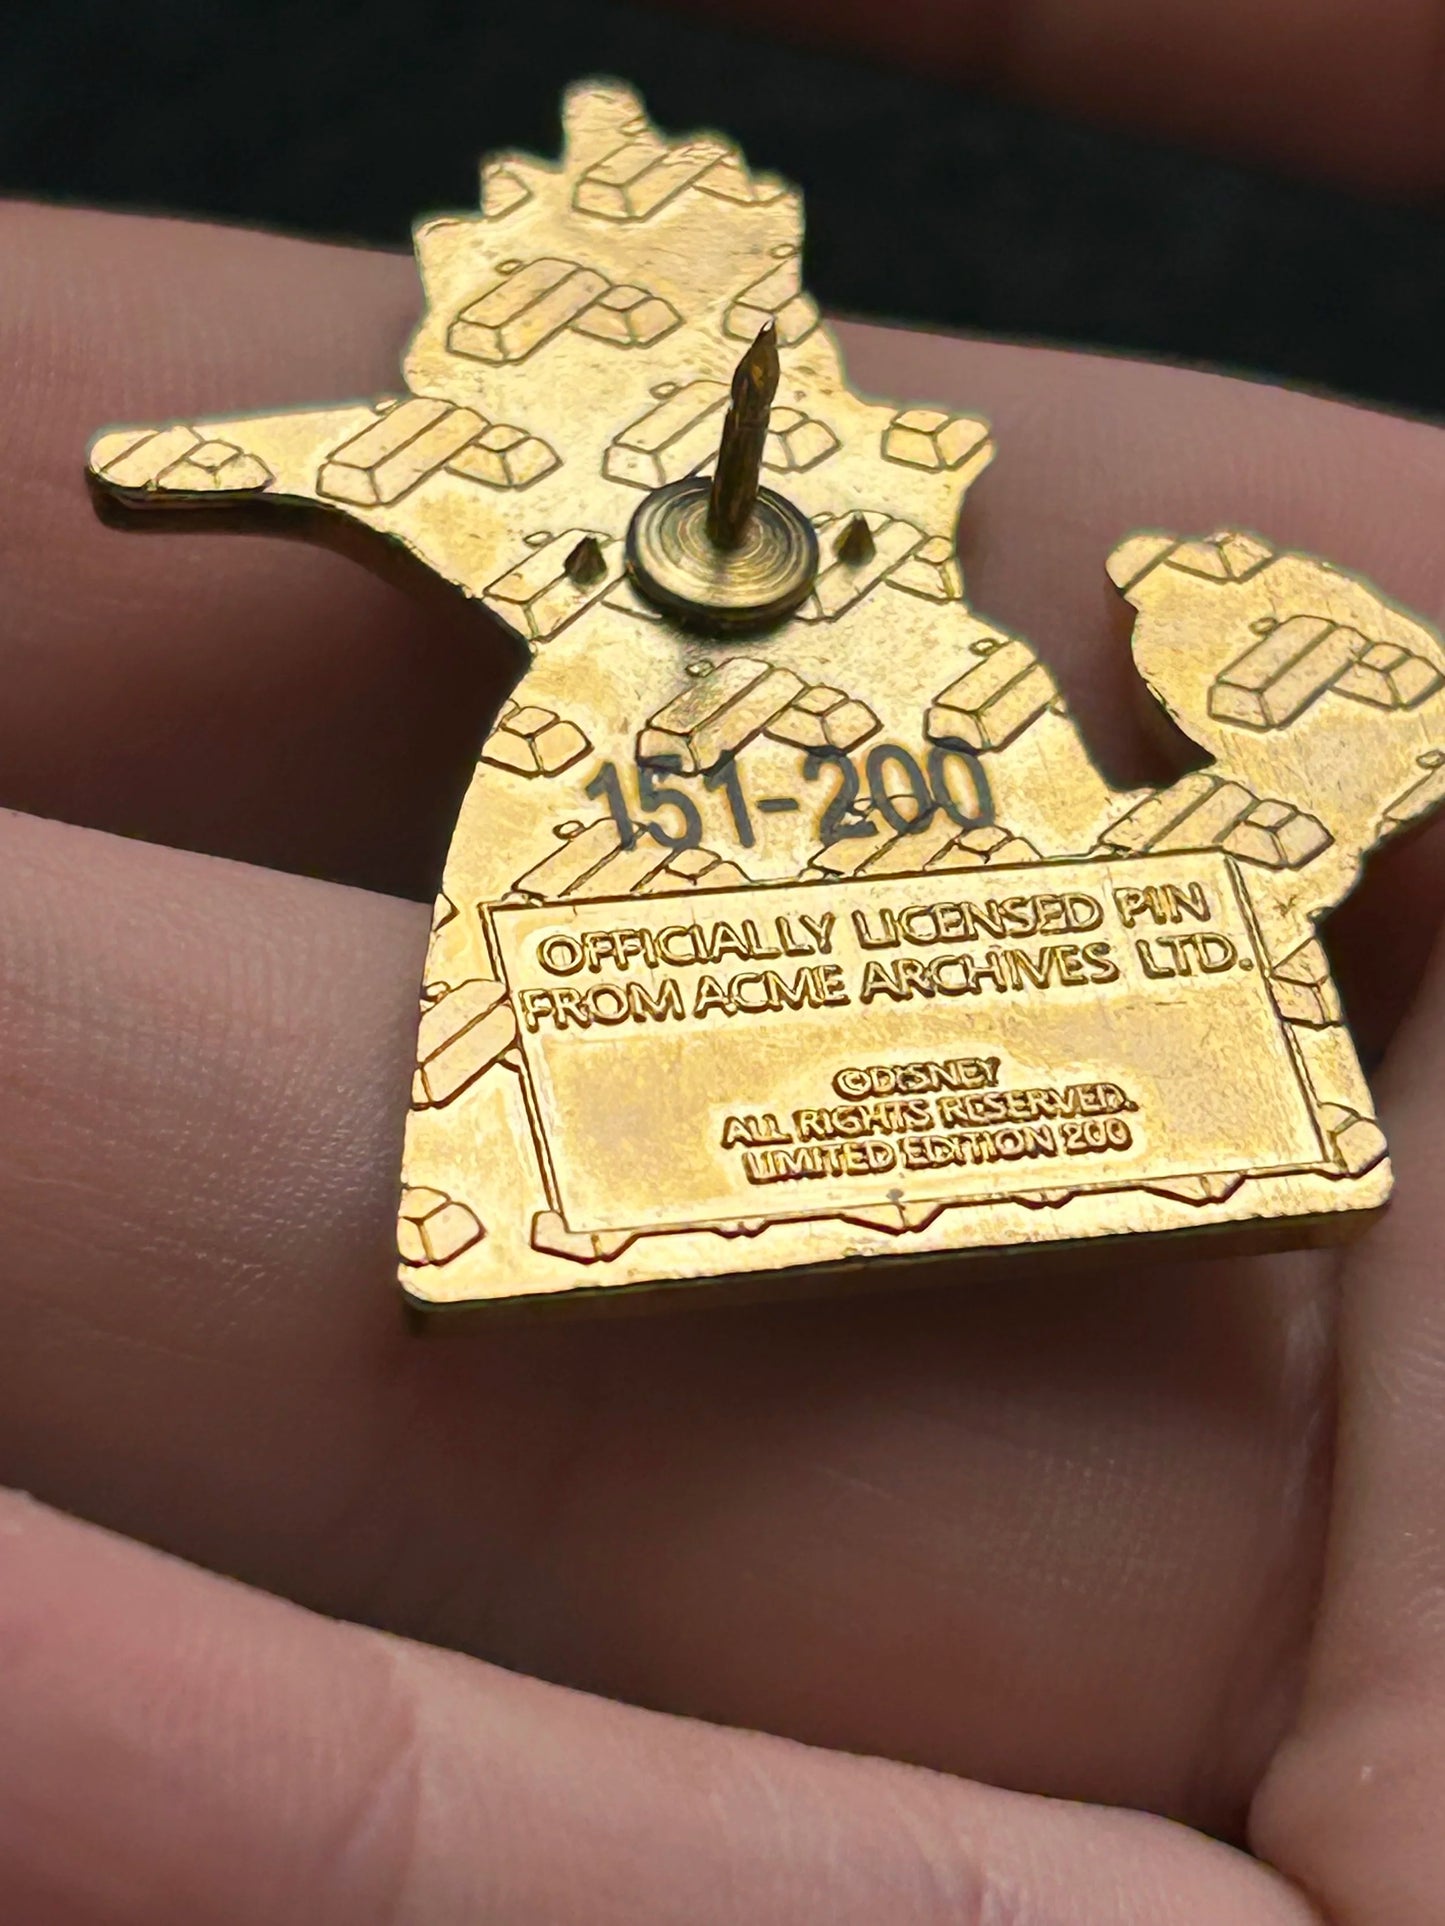 151-200
OFFICIALLY LICENSED PIN
FROM ACME ARCHIVES LTD.
©DISNEY
ALL RIGHTS RESERVED.
LIMITED EDITION 200